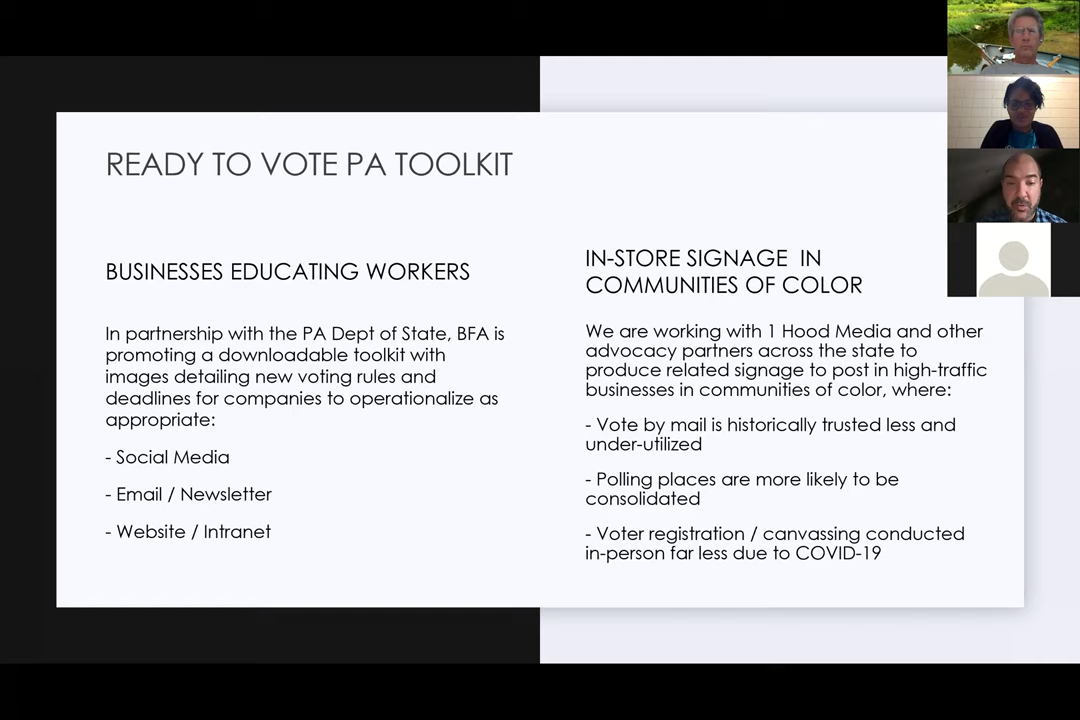 READY TO VOTE PA TOOLKIT
BUSINESSES EDUCATING WORKERS
In partnership with the PA Dept of State, BFA is
promoting a downloadable toolkit with
images detailing new voting rules and
deadlines for companies to operationalize as
appropriate:
- Social Media
- Email / Newsletter
- Website / Intranet
IN-STORE SIGNAGE IN
COMMUNITIES OF COLOR
We are working with 1 Hood Media and other
advocacy partners across the state to
produce related signage to post in high-traffic
businesses in communities of color, where:
- Vote by mail is historically trusted less and
under-utilized
- Polling places are more likely to be
consolidated
- Voter registration / canvassing conducted
in-person far less due to COVID-19